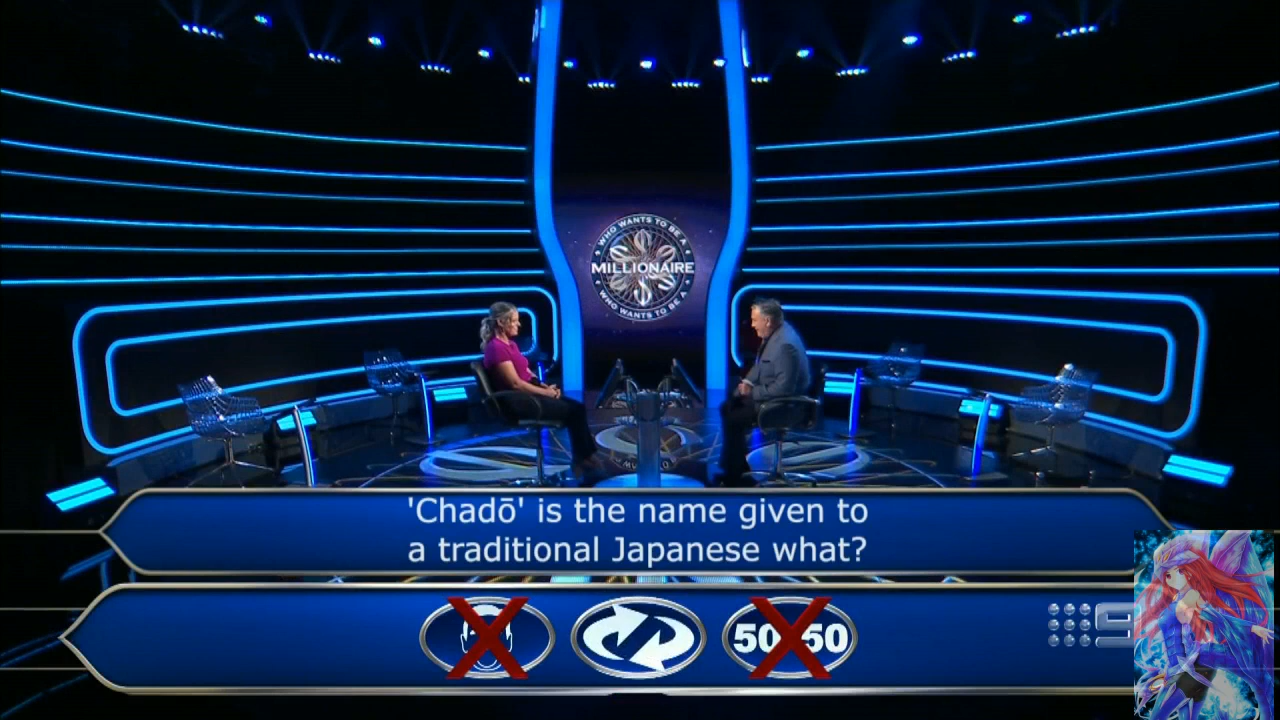 WHO WANTS TO BE A
MILLIONAIRE
WHO WANTS TO BE A
'Chadō' is the name given to
a traditional Japanese what?
50 50
9